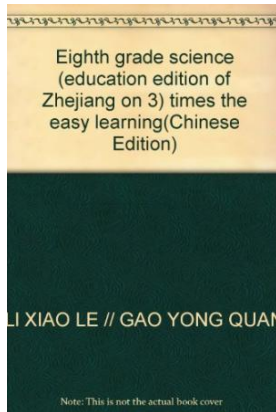 Eighth grade science
(education edition of
Zhejiang on 3) times the
easy learning(Chinese
Edition)
LI XIAO LE // GAO YONG QUAN
Note: This is not the actual book cover